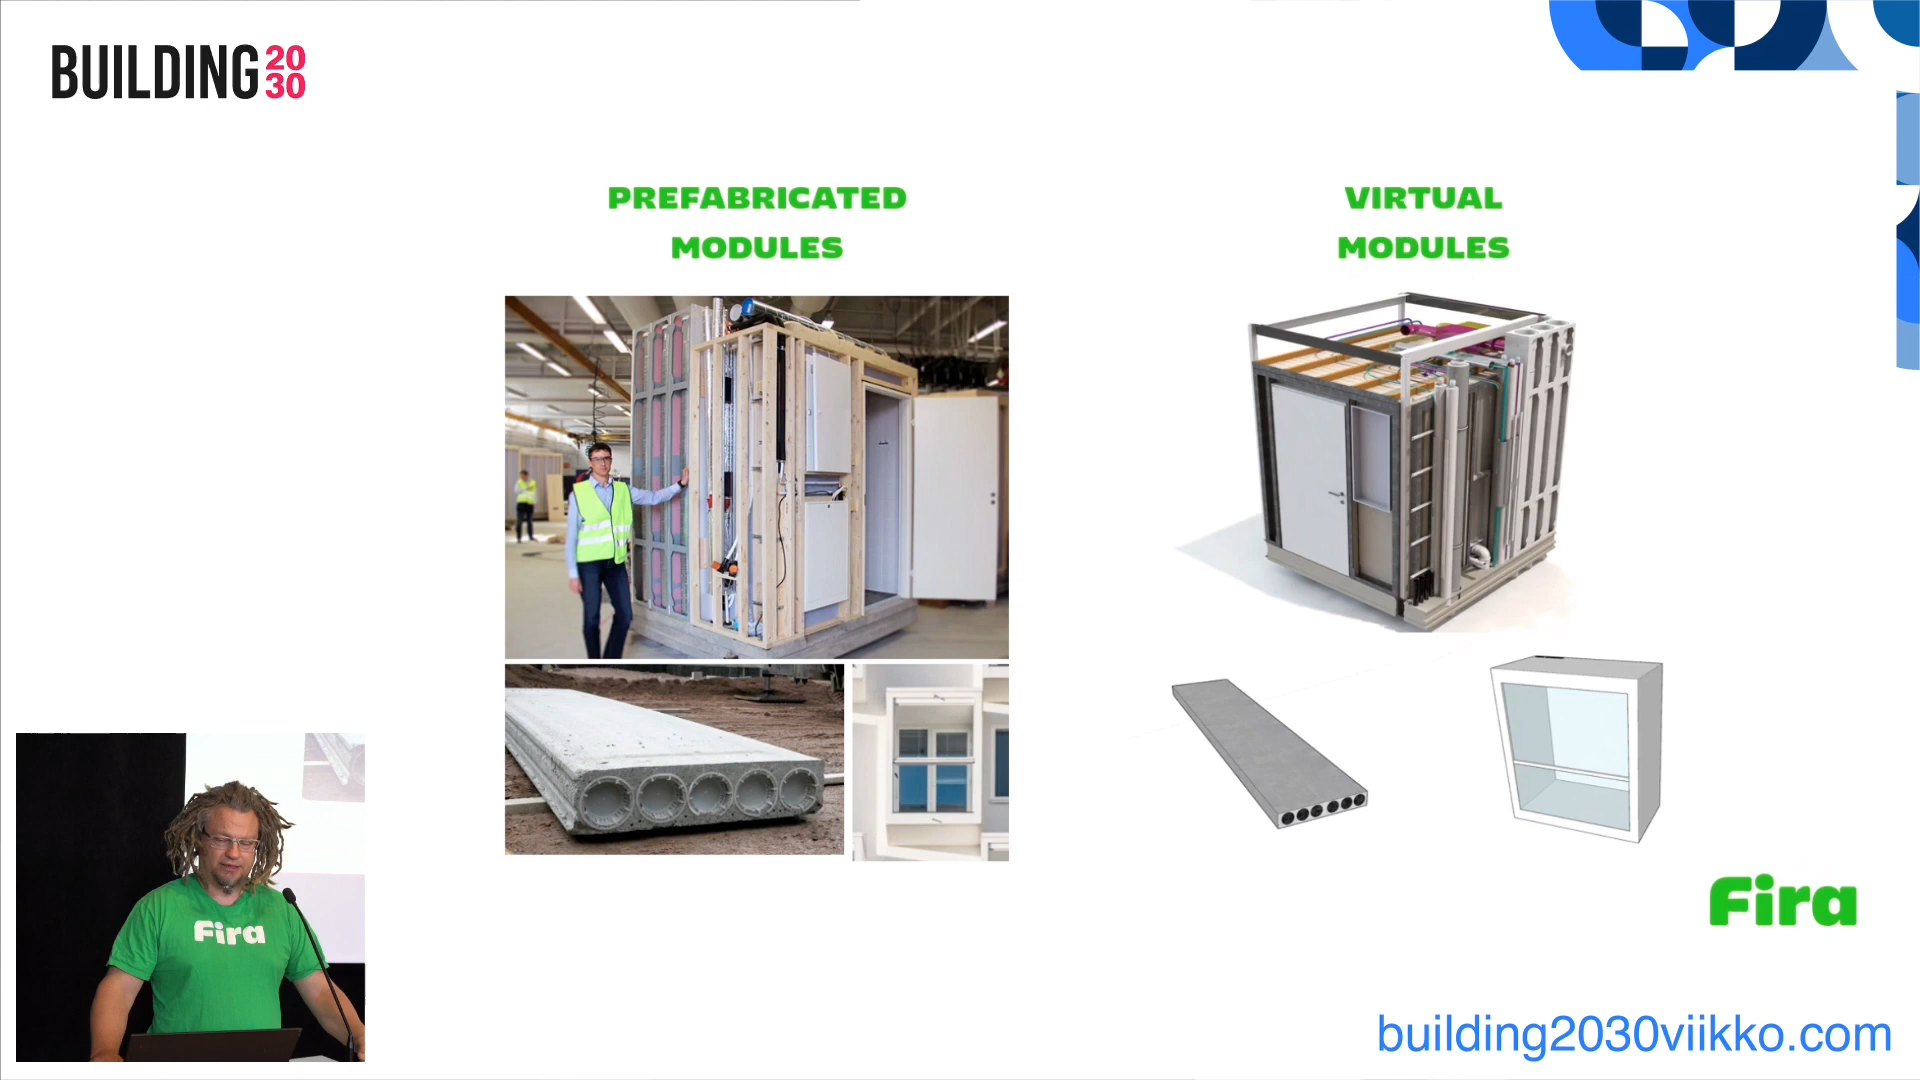 BUILDING 20
30
PREFABRICATED
MODULES
VIRTUAL
MODULES
Fira
Fira
building2030viikko.com